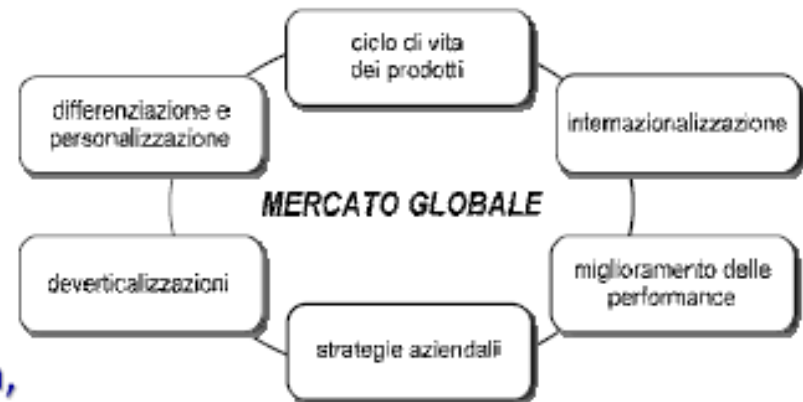 ciclo di vita
dei prodotti
differenziazione e
personalizzazione
internazionalizzazione
MERCATO GLOBALE
deverticalizzazioni
miglioramento delle
performance
strategie aziendali